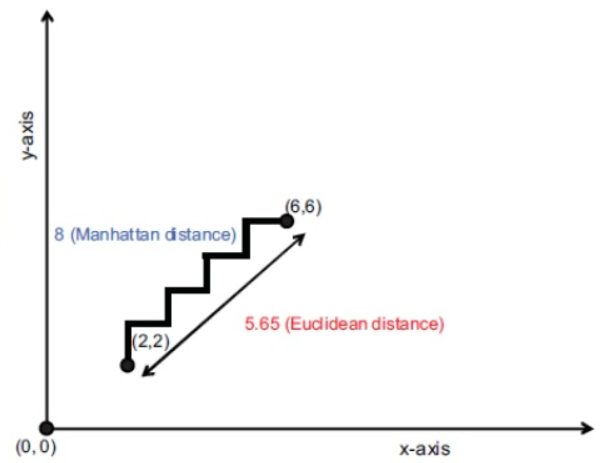 y-axis
(6,6)
8 (Manhattan distance)
5.65 (Euclidean distance)
(2,2)
(0,0)
x-axis